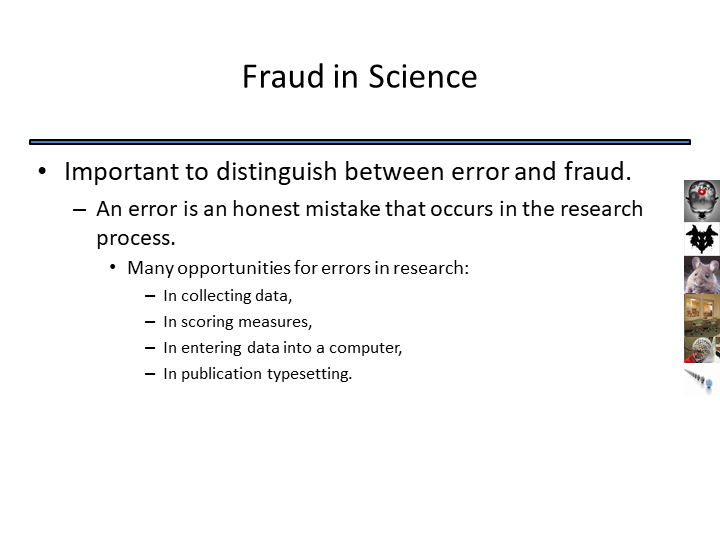 Fraud in Science
• Important to distinguish between error and fraud.
– An error is an honest mistake that occurs in the research
process.
• Many opportunities for errors in research:
– In collecting data,
– In scoring measures,
– In entering data into a computer,
– In publication typesetting.